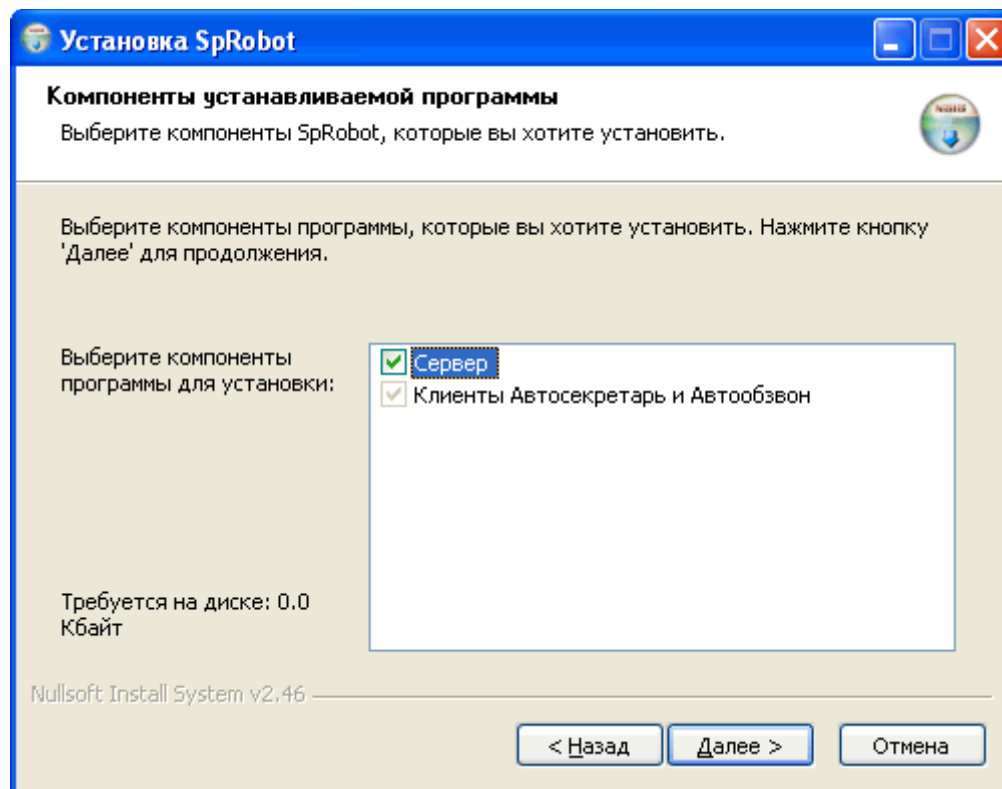 Установка SpRobot
Компоненты устанавливаемой программы
Выберите компоненты SpRobot, которые вы хотите установить.
Выберите компоненты программы, которые вы хотите установить. Нажмите кнопку
'Далее' для продолжения.
Выберите компоненты
программы для установки:
Сервер
Клиенты Автосекретарь и Автообзвон
Требуется на диске: 0.0
Кбайт
Nullsoft Install System v2.46
< Назад
Далее >
Отмена